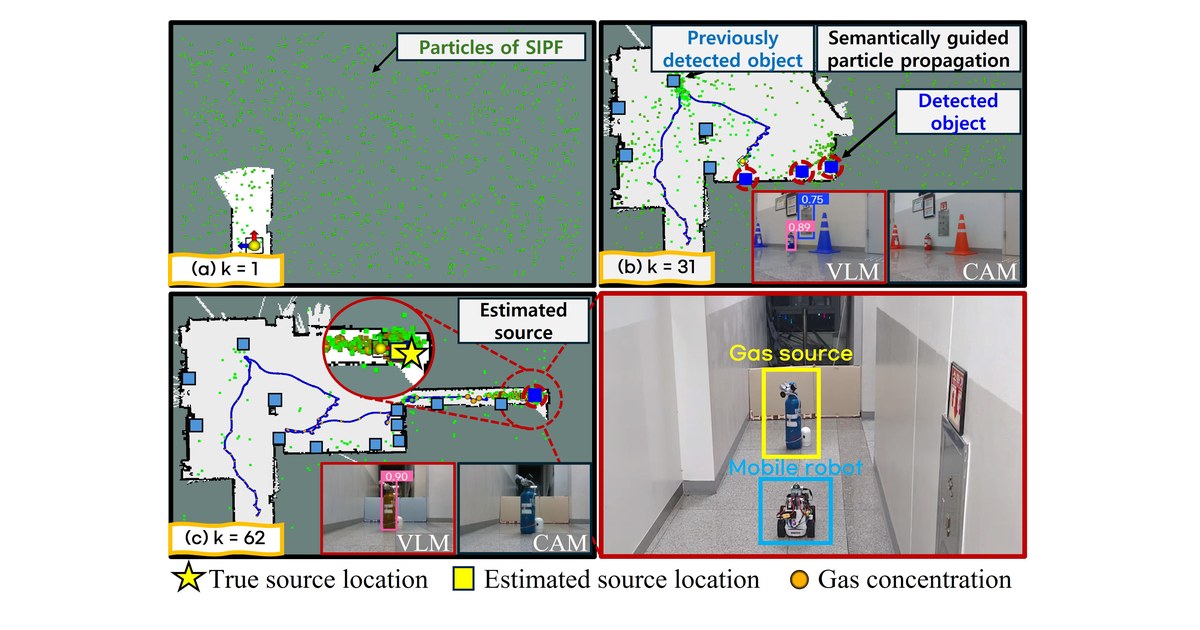 Particles of SIPF
(a) k = 1
Previously
detected object
Semantically guided
particle propagation
Detected
object
0.75
0.89
VLM
CAM
(b) k = 31
Estimated
source
0.90
VLM
CAM
(c) k = 62
Gas source
Mobile robot
True source location
Estimated source location
Gas concentration